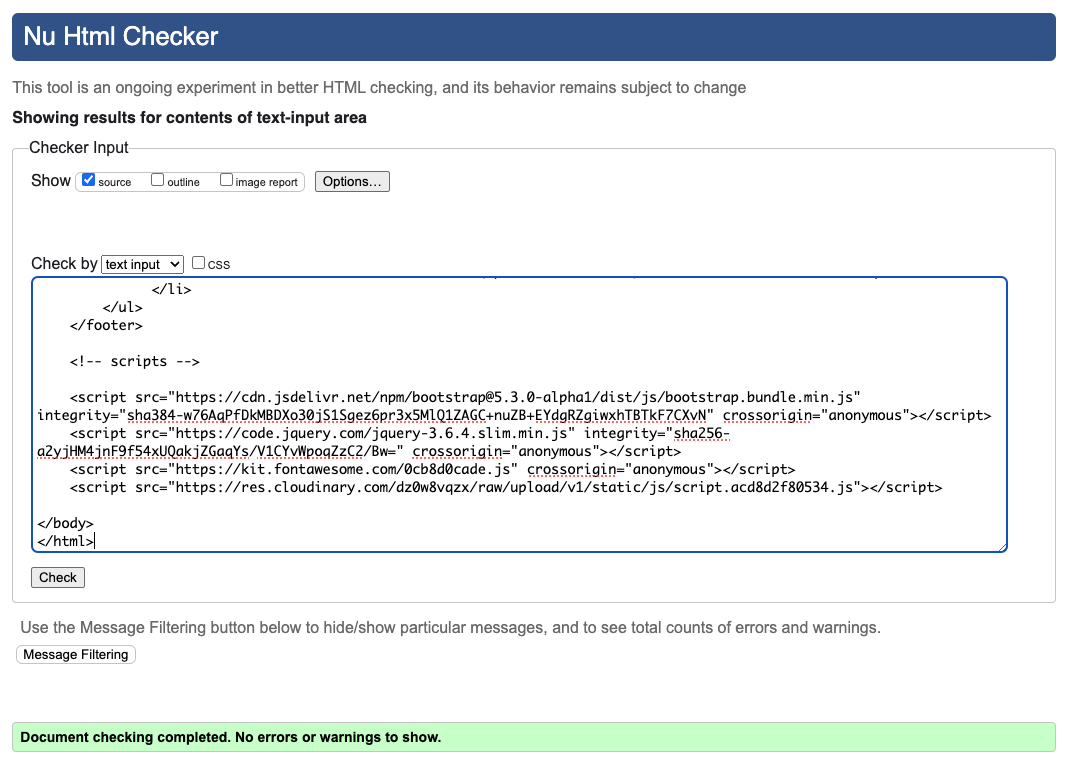 Nu Html Checker
This tool is an ongoing experiment in better HTML checking, and its behavior remains subject to change
Showing results for contents of text-input area
Checker Input
Show source outline image report Options...
Check by text input css
</li>
</ul>
</footer>
<!-- scripts -->
<script src="https://cdn.jsdelivr.net/npm/bootstrap@5.3.0-alpha1/dist/js/bootstrap.bundle.min.js"
integrity="sha384-w76AqPfDkMBDXo30jS1Sgez6pr3x5MlQ1ZAGC+nuZB+EYdgRZgiwxhTBTkF7CXvN" crossorigin="anonymous"></script>
<script src="https://code.jquery.com/jquery-3.6.4.slim.min.js" integrity="sha256-
a2yjHM4jnF9f54xUQakjZGaqYs/V1CYvWpoqZzC2/Bw=" crossorigin="anonymous"></script>
<script src="https://kit.fontawesome.com/0cb8d0cade.js" crossorigin="anonymous"></script>
<script src="https://res.cloudinary.com/dz0w8vqzx/raw/upload/v1/static/js/script.acd8d2f80534.js"></script>
</body>
</html>
Check
Use the Message Filtering button below to hide/show particular messages, and to see total counts of errors and warnings.
Message Filtering
Document checking completed. No errors or warnings to show.